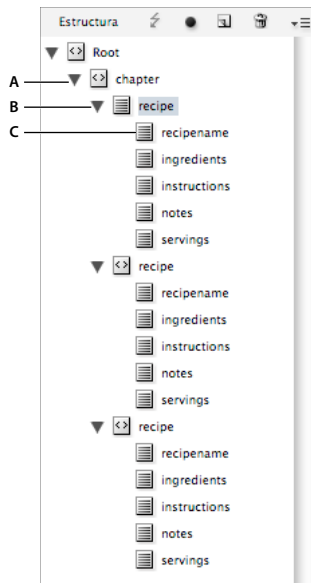 Estructura
Root
A chapter
B recipe
C recipename
ingredients
instructions
notes
servings
recipe
recipename
ingredients
instructions
notes
servings
recipe
recipename
ingredients
instructions
notes
servings